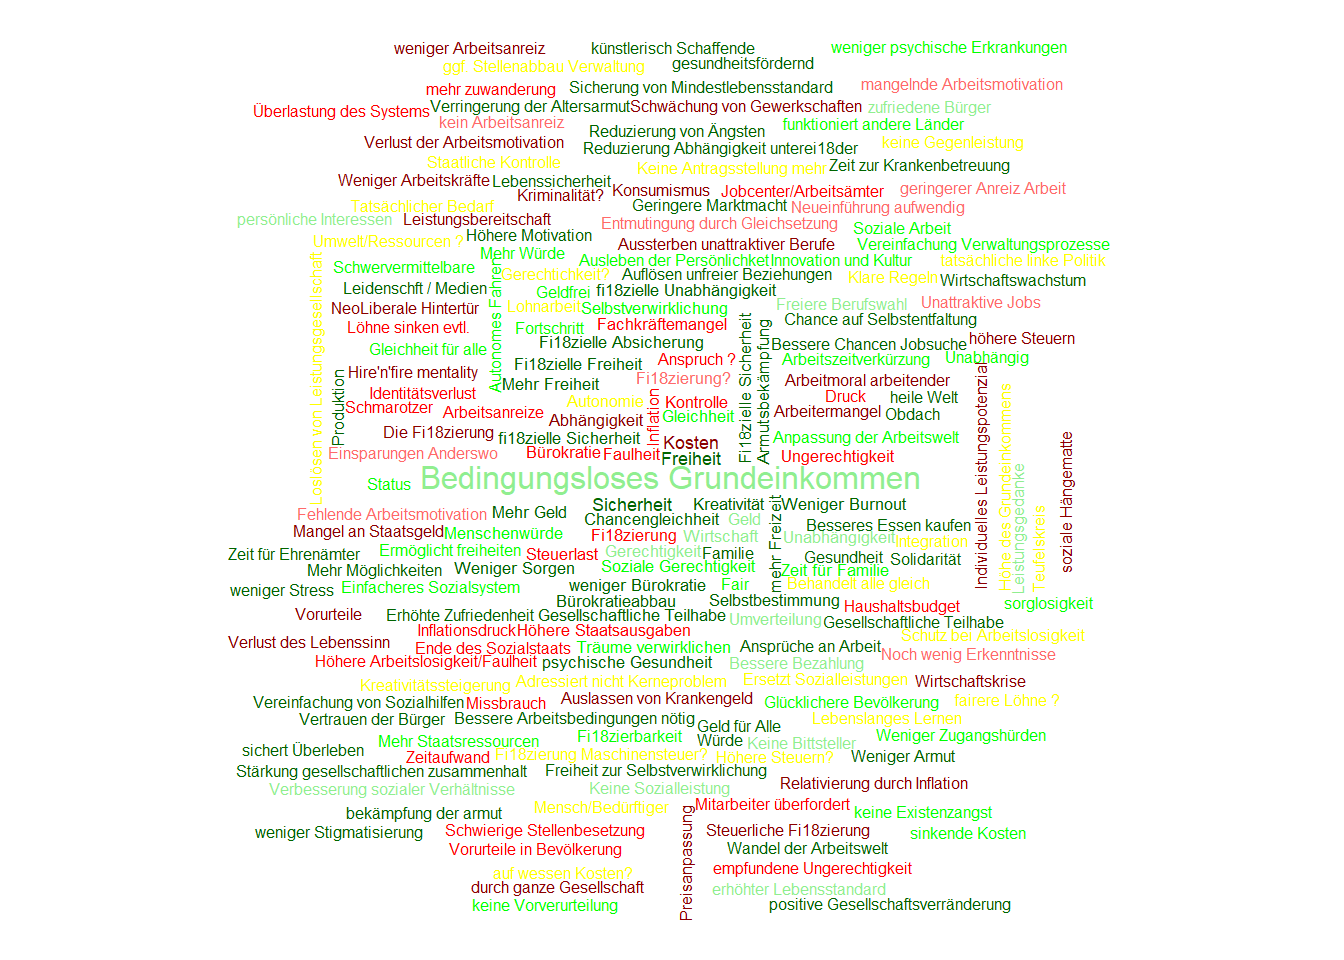 weniger Arbeitsanreiz
künstlerisch Schaffende
weniger psychische Erkrankungen
ggf. Stellenabbau Verwaltung
gesundheitsfördernd
mehr zuwanderung
Sicherung von Mindestlebensstandard
mangelnde Arbeitsmotivation
Überlastung des Systems
Verringerung der Altersarmut
Schwächung von Gewerkschaften
zufriedene Bürger
kein Arbeitsanreiz
Reduzierung von Ängsten
funktioniert andere Länder
Verlust der Arbeitsmotivation
Reduzierung Abhängigkeit unterei18der
keine Gegenleistung
Staatliche Kontrolle
Keine Antragsstellung mehr
Zeit zur Krankenbetreuung
Weniger Arbeitskräfte
Lebenssicherheit
Kriminalität?
Konsumismus
Jobcenter/Arbeitsämter
geringerer Anreiz Arbeit
Tatsächlicher Bedarf
Geringere Marktmacht
Neueinführung aufwendig
persönliche Interessen
Leistungsbereitschaft
Entmutingung durch Gleichsetzung
Soziale Arbeit
Umwelt/Ressourcen ?
Höhere Motivation
Aussterben unattraktiver Berufe
Vereinfachung Verwaltungsprozesse
Mehr Würde
Ausleben der Persönlichket
Innovation und Kultur
tatsächliche linke Politik
Schwervermittelbare
Gerechtichkeit?
Auflösen unfreier Beziehungen
Klare Regeln
Wirtschaftswachstum
Leidenschft / Medien
Geldfrei
fi18zielle Unabhängigkeit
Loslösen von Leistungsgesellschaft
Autonomes Fahren
NeoLiberale Hintertür
Lohnarbeit
Selbstverwirklichung
Freiere Berufswahl
Unattraktive Jobs
Löhne sinken evtl.
Fortschritt
Fachkräftemangel
Chance auf Selbstentfaltung
Gleichheit für alle
Fi18zielle Absicherung
Bessere Chancen Jobsuche
höhere Steuern
Fi18zielle Freiheit
Anspruch ?
Arbeitszeitverkürzung
Unabhängig
Hire'n'fire mentality
Mehr Freiheit
Fi18zierung?
Fi18zielle Sicherheit
Armutsbekämpfung
Arbeitmoral arbeitender
Identitätsverlust
Autonomie
Kontrolle
Druck
heile Welt
Schmarotzer
Arbeitsanreize
Abhängigkeit
Inflation
Gleichheit
Arbeitermangel
Obdach
Produktion
Die Fi18zierung
fi18zielle Sicherheit
Kosten
Anpassung der Arbeitswelt
Einsparungen Anderswo
Bürokratie
Faulheit
Freiheit
Ungerechtigkeit
Status
Bedingungsloses Grundeinkommen
Individuelles Leistungspotenzial
Höhe des Grundeinkommens
Leistungsgedanke
Teufelskreis
soziale Hängematte
Sicherheit
Kreativität
Weniger Burnout
Fehlende Arbeitsmotivation
Mehr Geld
Chancengleichheit
Geld
mehr Freizeit
Besseres Essen kaufen
Mangel an Staatsgeld
Menschenwürde
Fi18zierung
Wirtschaft
Unabhängigkeit
Integration
Zeit für Ehrenämter
Ermöglicht freiheiten
Steuerlast
Gerechtigkeit
Familie
Gesundheit
Solidarität
Mehr Möglichkeiten
Weniger Sorgen
Soziale Gerechtigkeit
Zeit für Familie
weniger Stress
Einfacheres Sozialsystem
weniger Bürokratie
Fair
Behandelt alle gleich
Bürokratieabbau
Selbstbestimmung
Haushaltsbudget
sorglosigkeit
Vorurteile
Erhöhte Zufriedenheit
Gesellschaftliche Teilhabe
Umverteilung
Gesellschaftliche Teilhabe
Inflationsdruck
Höhere Staatsausgaben
Schutz bei Arbeitslosigkeit
Verlust des Lebenssinn
Ende des Sozialstaats
Träume verwirklichen
Ansprüche an Arbeit
Noch wenig Erkenntnisse
Höhere Arbeitslosigkeit/Faulheit
psychische Gesundheit
Bessere Bezahlung
Kreativitätssteigerung
Adressiert nicht Kerneproblem
Ersetzt Sozialleistungen
Wirtschaftskrise
Vereinfachung von Sozialhilfen
Missbrauch
Auslassen von Krankengeld
Glücklichere Bevölkerung
fairere Löhne ?
Vertrauen der Bürger
Bessere Arbeitsbedingungen nötig
Geld für Alle
Lebenslanges Lernen
Mehr Staatsressourcen
Fi18zierbarkeit
Würde
Keine Bittsteller
Weniger Zugangshürden
sichert Überleben
Zeitaufwand
Fi18zierung Maschinensteuer?
Höhere Steuern?
Weniger Armut
Stärkung gesellschaftlichen zusammenhalt
Freiheit zur Selbstverwirklichung
Verbesserung sozialer Verhältnisse
Keine Sozialleistung
Relativierung durch Inflation
bekämpfung der armut
Mensch/Bedürftiger
Preisanpassung
Mitarbeiter überfordert
keine Existenzangst
weniger Stigmatisierung
Schwierige Stellenbesetzung
Steuerliche Fi18zierung
sinkende Kosten
Vorurteile in Bevölkerung
Wandel der Arbeitswelt
auf wessen Kosten?
empfundene Ungerechtigkeit
durch ganze Gesellschaft
erhöhter Lebensstandard
keine Vorverurteilung
positive Gesellschaftsverränderung